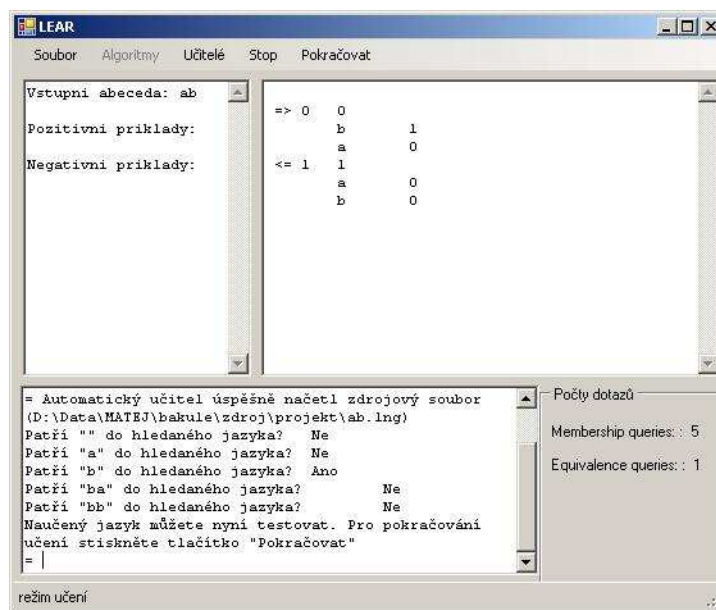 LEAR
Soubor Algoritmy Učitelé Stop Pokračovat
Vstupni abeceda: ab
Pozitivni priklady:
Negativni priklady:
=> 0 0
b 1
a 0
<= 1 1
a 0
b 0
= Automatický učitel úspěšně načetl zdrojový soubor
(D:\Data\MATEJ\bakule\zdroj\projekt\ab.lng)
Patří "" do hledaného jazyka? Ne
Patří "a" do hledaného jazyka? Ne
Patří "b" do hledaného jazyka? Ano
Patří "ba" do hledaného jazyka? Ne
Patří "bb" do hledaného jazyka? Ne
Naučený jazyk můžete nyní testovat. Pro pokračování
učení stiskněte tlačítko "Pokračovat"
=
Počty dotazů
Membership queries: : 5
Equivalence queries: : 1
režim učení